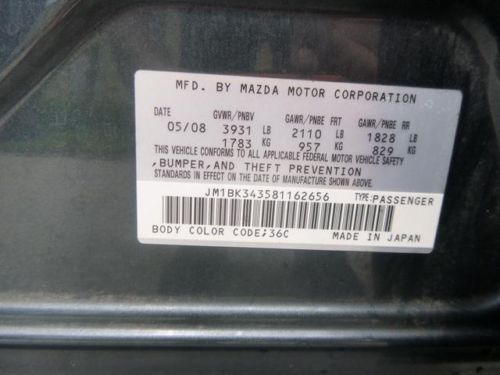 MFD. BY MAZDA MOTOR CORPORATION
DATE GVWR/PNBV GAWR/PNBE FRT GAWR/PNBE RR
05/08 3931 LB 2110 LB 1828 LB
1783 KG 957 KG 829 KG
THIS VEHICLE CONFORMS TO ALL APPLICABLE FEDERAL MOTOR VEHICLE SAFETY
,BUMPER,AND THEFT PREVENTION
STANDARDS IN EFFECT ON THE DATE OF MANUFACTURE SHOWN ABOVE.
JM1BK343581162656 TYPE:PASSENGER
BODY COLOR CODE;36C MADE IN JAPAN